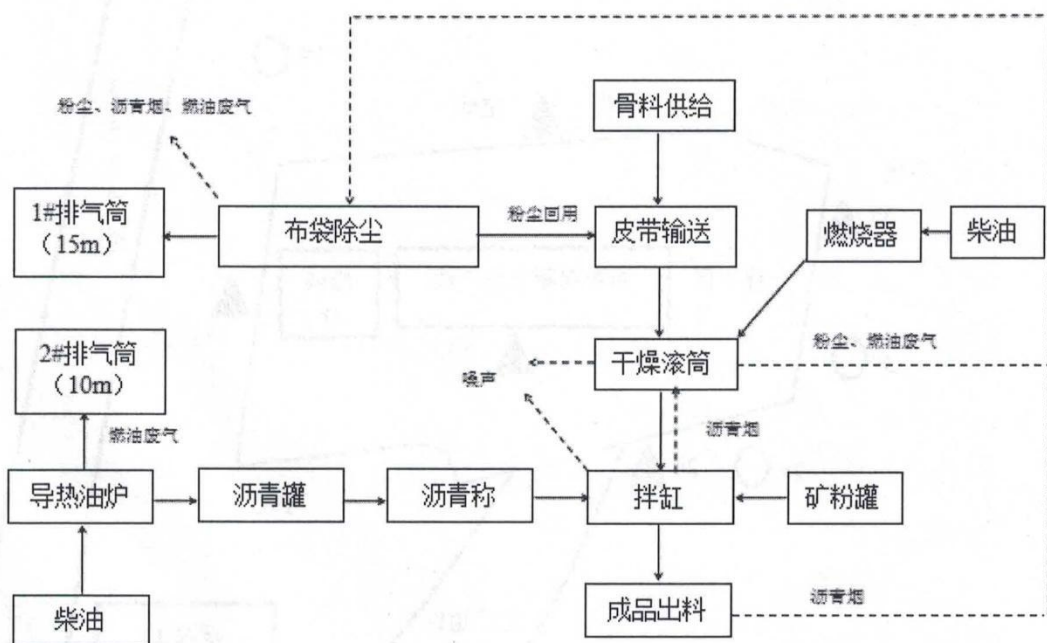 骨料供给
粉尘、沥青烟、燃油废气
1#排气筒
（15m）
布袋除尘
粉尘回用
皮带输送
燃烧器
柴油
2#排气筒
（10m）
粉尘、燃油废气
干燥滚筒
噪声
沥青烟
燃油废气
导热油炉
沥青罐
沥青称
拌缸
矿粉罐
柴油
成品出料
沥青烟